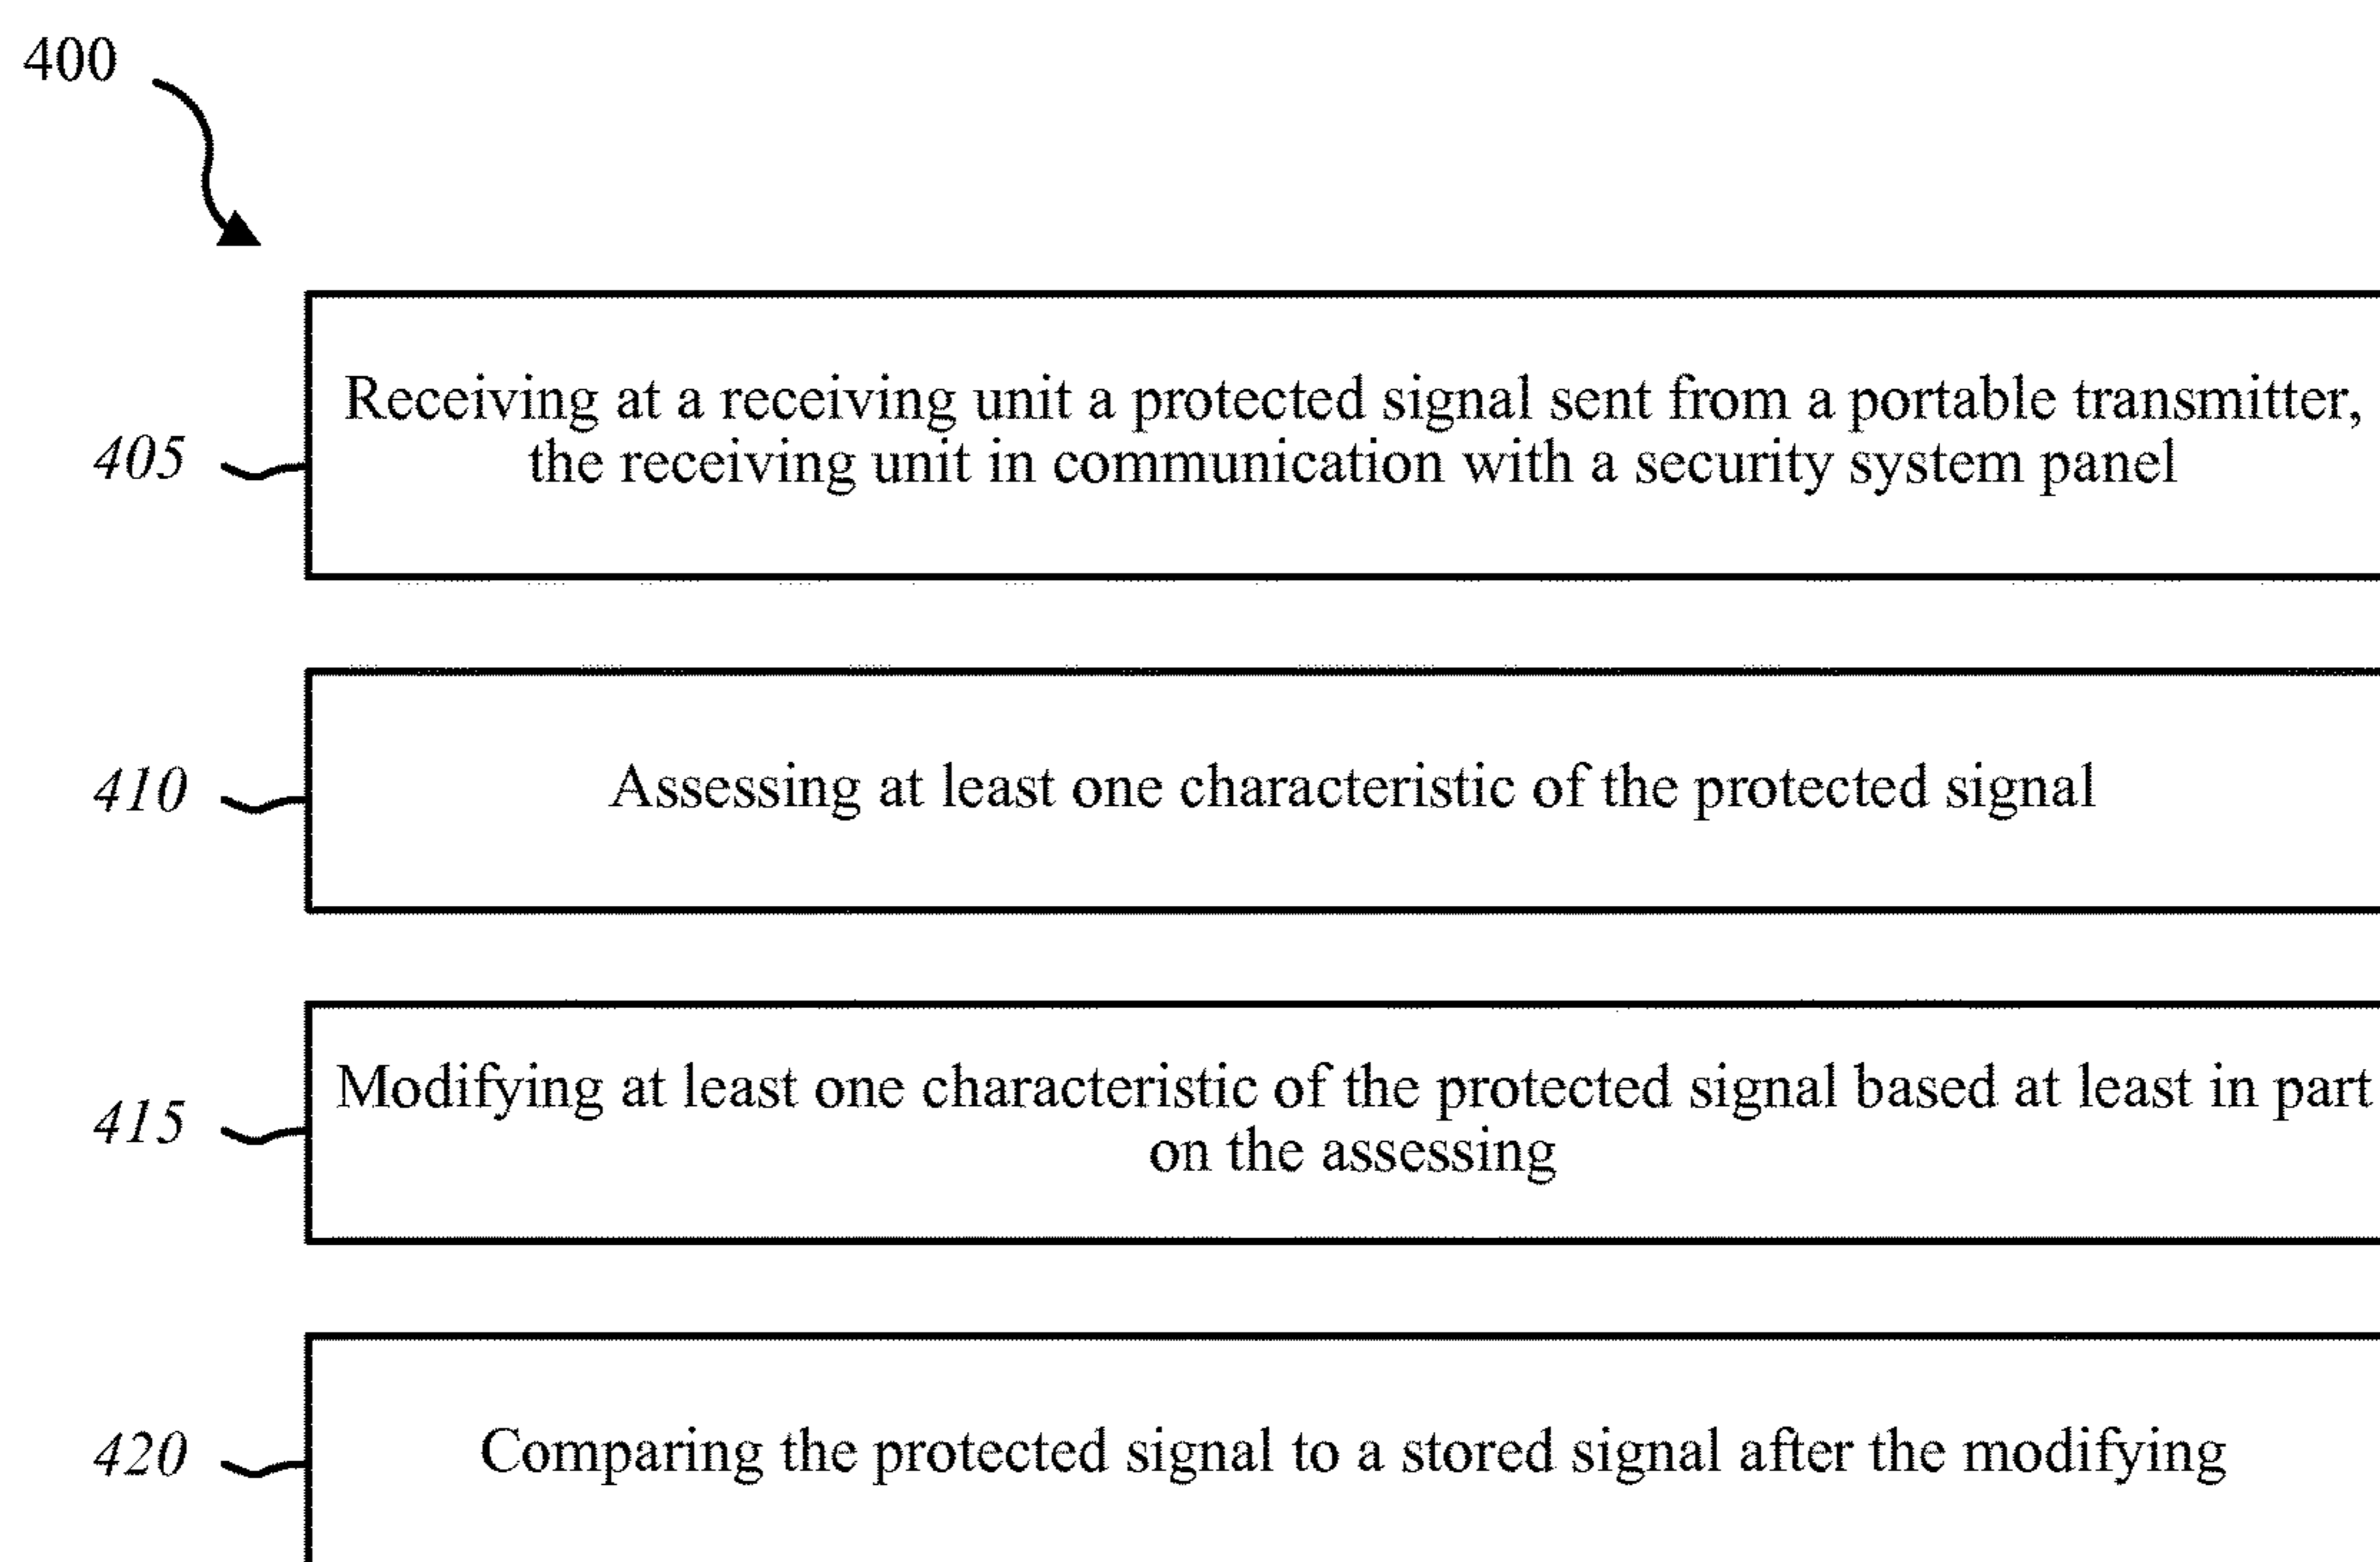 400
Receiving at a receiving unit a protected signal sent from a portable transmitter,
the receiving unit in communication with a security system panel
405
Assessing at least one characteristic of the protected signal
410
Modifying at least one characteristic of the protected signal based at least in part
on the assessing
415
Comparing the protected signal to a stored signal after the modifying
420